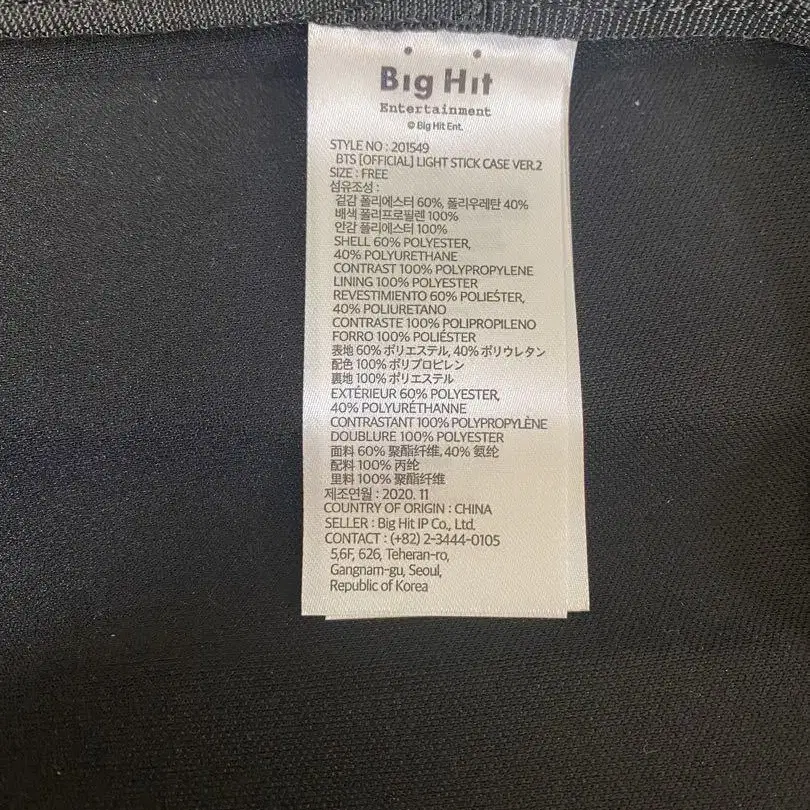 Big Hit
Entertainment
© Big Hit Ent.
STYLE NO : 201549
BTS [OFFICIAL] LIGHT STICK CASE VER.2
SIZE : FREE
섬유조성 :
겉감 폴리에스터 60%, 폴리우레탄 40%
배색 폴리프로필렌 100%
안감 폴리에스터 100%
SHELL 60% POLYESTER,
40% POLYURETHANE
CONTRAST 100% POLYPROPYLENE
LINING 100% POLYESTER
REVESTIMIENTO 60% POLIEŚTER,
40% POLIURETANO
CONTRASTE 100% POLIPROPILENO
FORRO 100% POLIÉSTER
表地 60% ポリエステル, 40% ポリウレタン
配色 100% ポリプロピレン
裏地 100% ポリエステル
EXTÉRIEUR 60% POLYESTER,
40% POLYURÉTHANNE
CONTRASTANT 100% POLYPROPYLÈNE
DOUBLURE 100% POLYESTER
面料 60% 聚酯纤维, 40% 氨纶
配料 100% 丙纶
里料 100% 聚酯纤维
제조연월 : 2020. 11
COUNTRY OF ORIGIN : CHINA
SELLER : Big Hit IP Co., Ltd.
CONTACT : (+82) 2-3444-0105
5,6F, 626, Teheran-ro,
Gangnam-gu, Seoul,
Republic of Korea